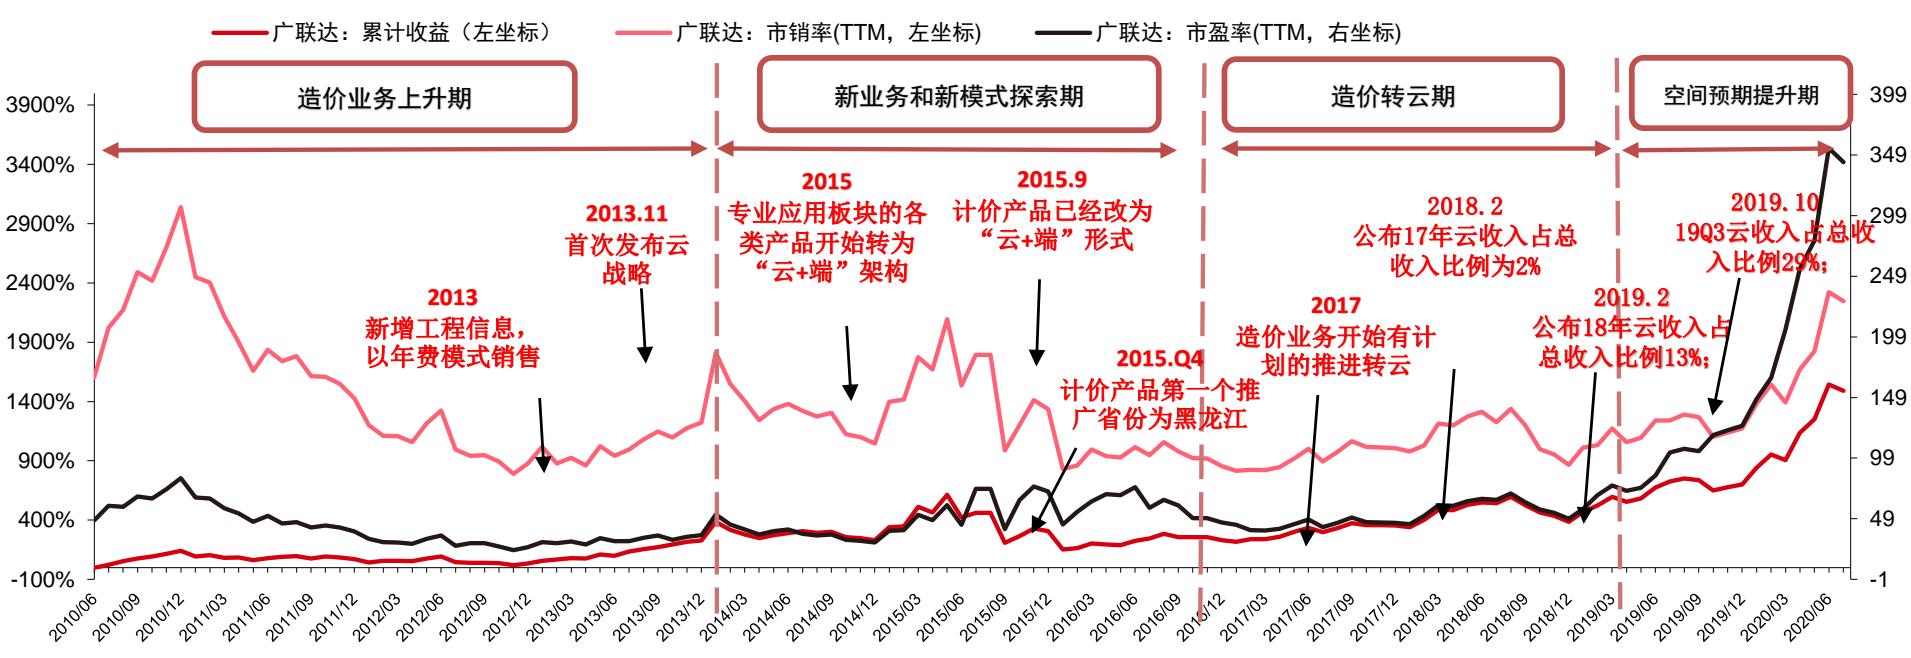 广联达：累计收益（左坐标）
广联达：市销率(TTM，左坐标)
广联达：市盈率(TTM，右坐标)
造价业务上升期
新业务和新模式探索期
造价转云期
空间预期提升期
3900%
3400%
2900%
2400%
1900%
1400%
900%
400%
-100%
399
349
299
249
199
149
99
49
-1
2013
新增工程信息，
以年费模式销售
2013.11
首次发布云
战略
2015
专业应用板块的各
类产品开始转为
“云+端”架构
2015.9
计价产品已经改为
“云+端”形式
2015.Q4
计价产品第一个推
广省份为黑龙江
2017
造价业务开始有计
划的推进转云
2018.2
公布17年云收入占总
收入比例为2%
2019.2
公布18年云收入占
总收入比例13%；
2019.10
19Q3云收入占总收
入比例29%；
2010/06
2010/09
2010/12
2011/03
2011/06
2011/09
2011/12
2012/03
2012/06
2012/09
2012/12
2013/03
2013/06
2013/09
2013/12
2014/03
2014/06
2014/09
2014/12
2015/03
2015/06
2015/09
2015/12
2016/03
2016/06
2016/09
2016/12
2017/03
2017/06
2017/09
2017/12
2018/03
2018/06
2018/09
2018/12
2019/03
2019/06
2019/09
2019/12
2020/03
2020/06